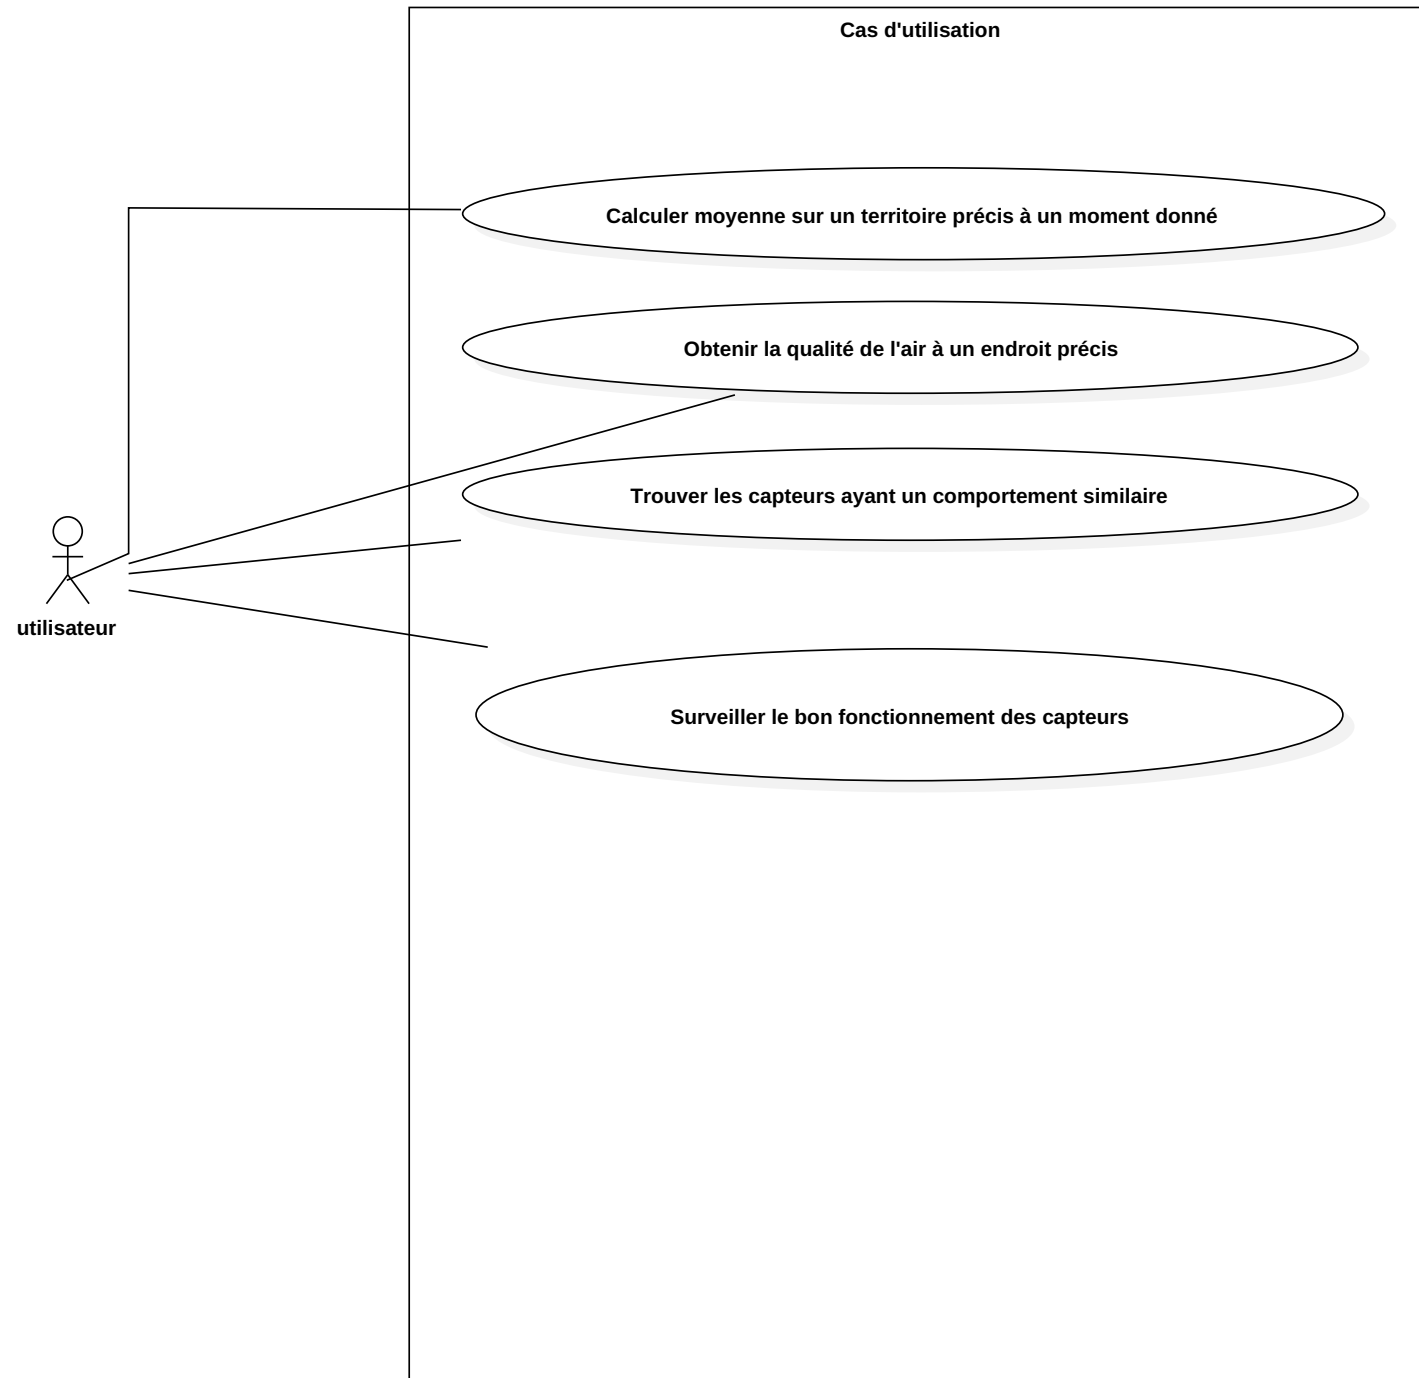 Cas d'utilisation
Calculer moyenne sur un territoire précis à un moment donné
Obtenir la qualité de l'air à un endroit précis
Trouver les capteurs ayant un comportement similaire
utilisateur
Surveiller le bon fonctionnement des capteurs